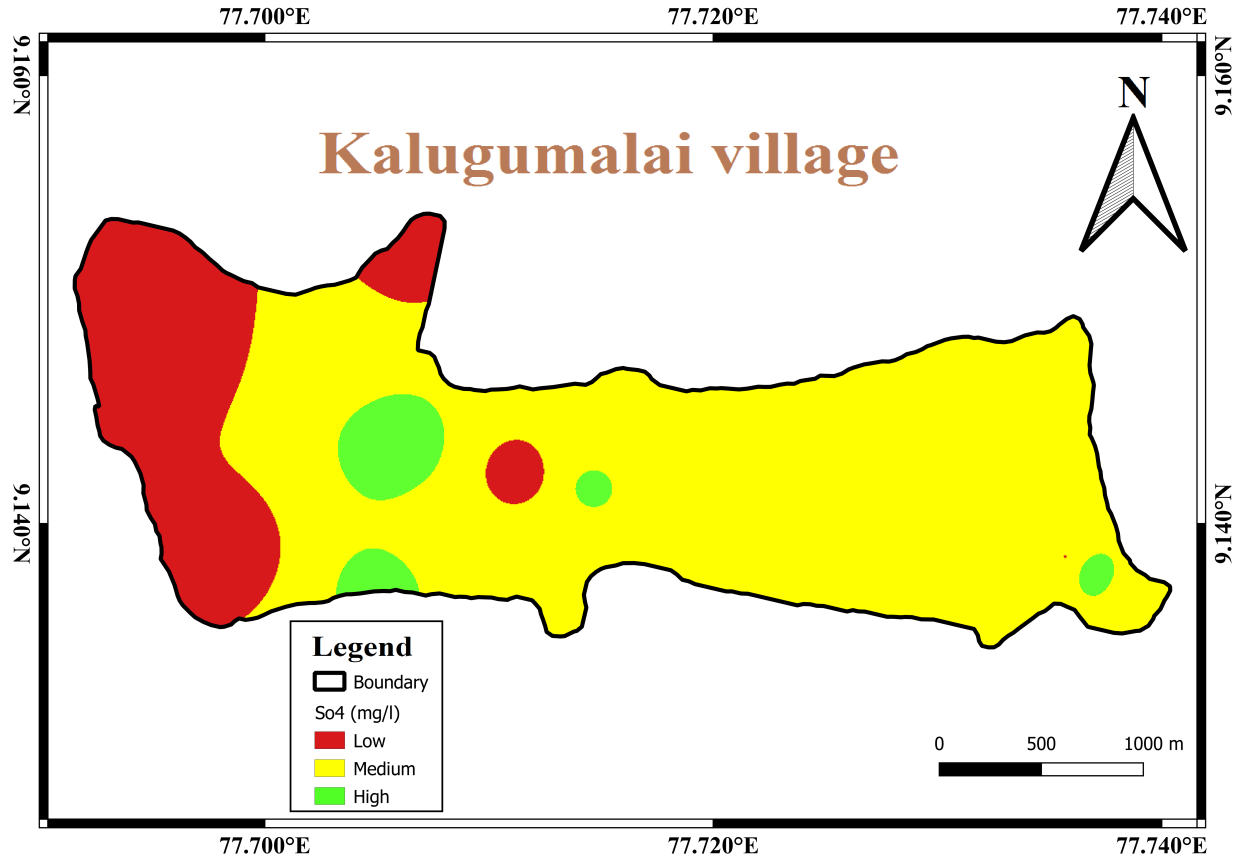 77.700°E 77.720°E 77.740°E
9.160°N 9.160°N
N
Kalugumalai village
9.140°N 9.140°N
Legend
Boundary
So4 (mg/l)
Low
Medium
High
0 500 1000 m
77.700°E 77.720°E 77.740°E